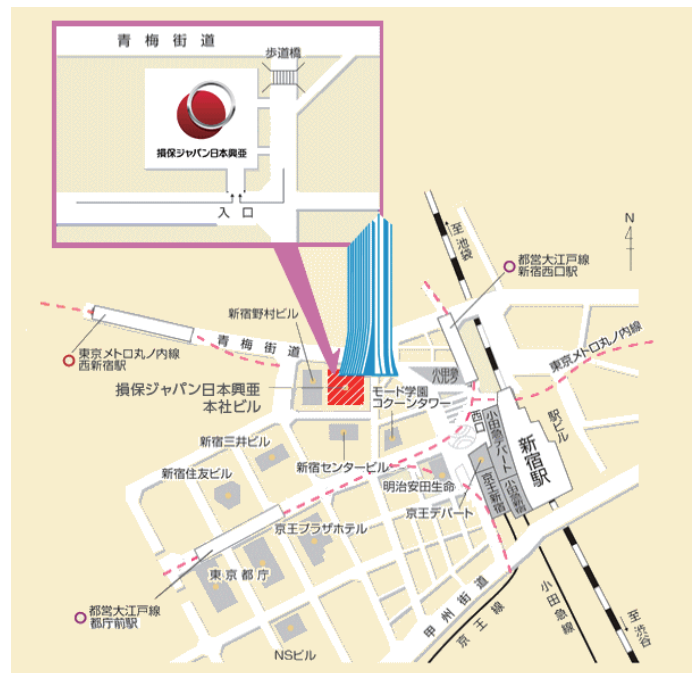 青梅街道
歩道橋
損保ジャパン日本興亜
入口
N
至池袋
都営大江戸線
新宿西口駅
新宿野村ビル
青梅街道
東京メトロ丸ノ内線
西新宿駅
小田急
ハルク
東京メトロ丸ノ内線
損保ジャパン日本興亜
本社ビル
モード学園
コクーンタワー
西口
小田急デパート
駅ビル
新宿駅
新宿三井ビル
新宿センタービル
新宿住友ビル
明治安田生命
京王新宿
小田急新宿
京王デパート
京王プラザホテル
東京都庁
都営大江戸線
都庁前駅
甲州街道
京王線
小田急線
至渋谷
NSビル